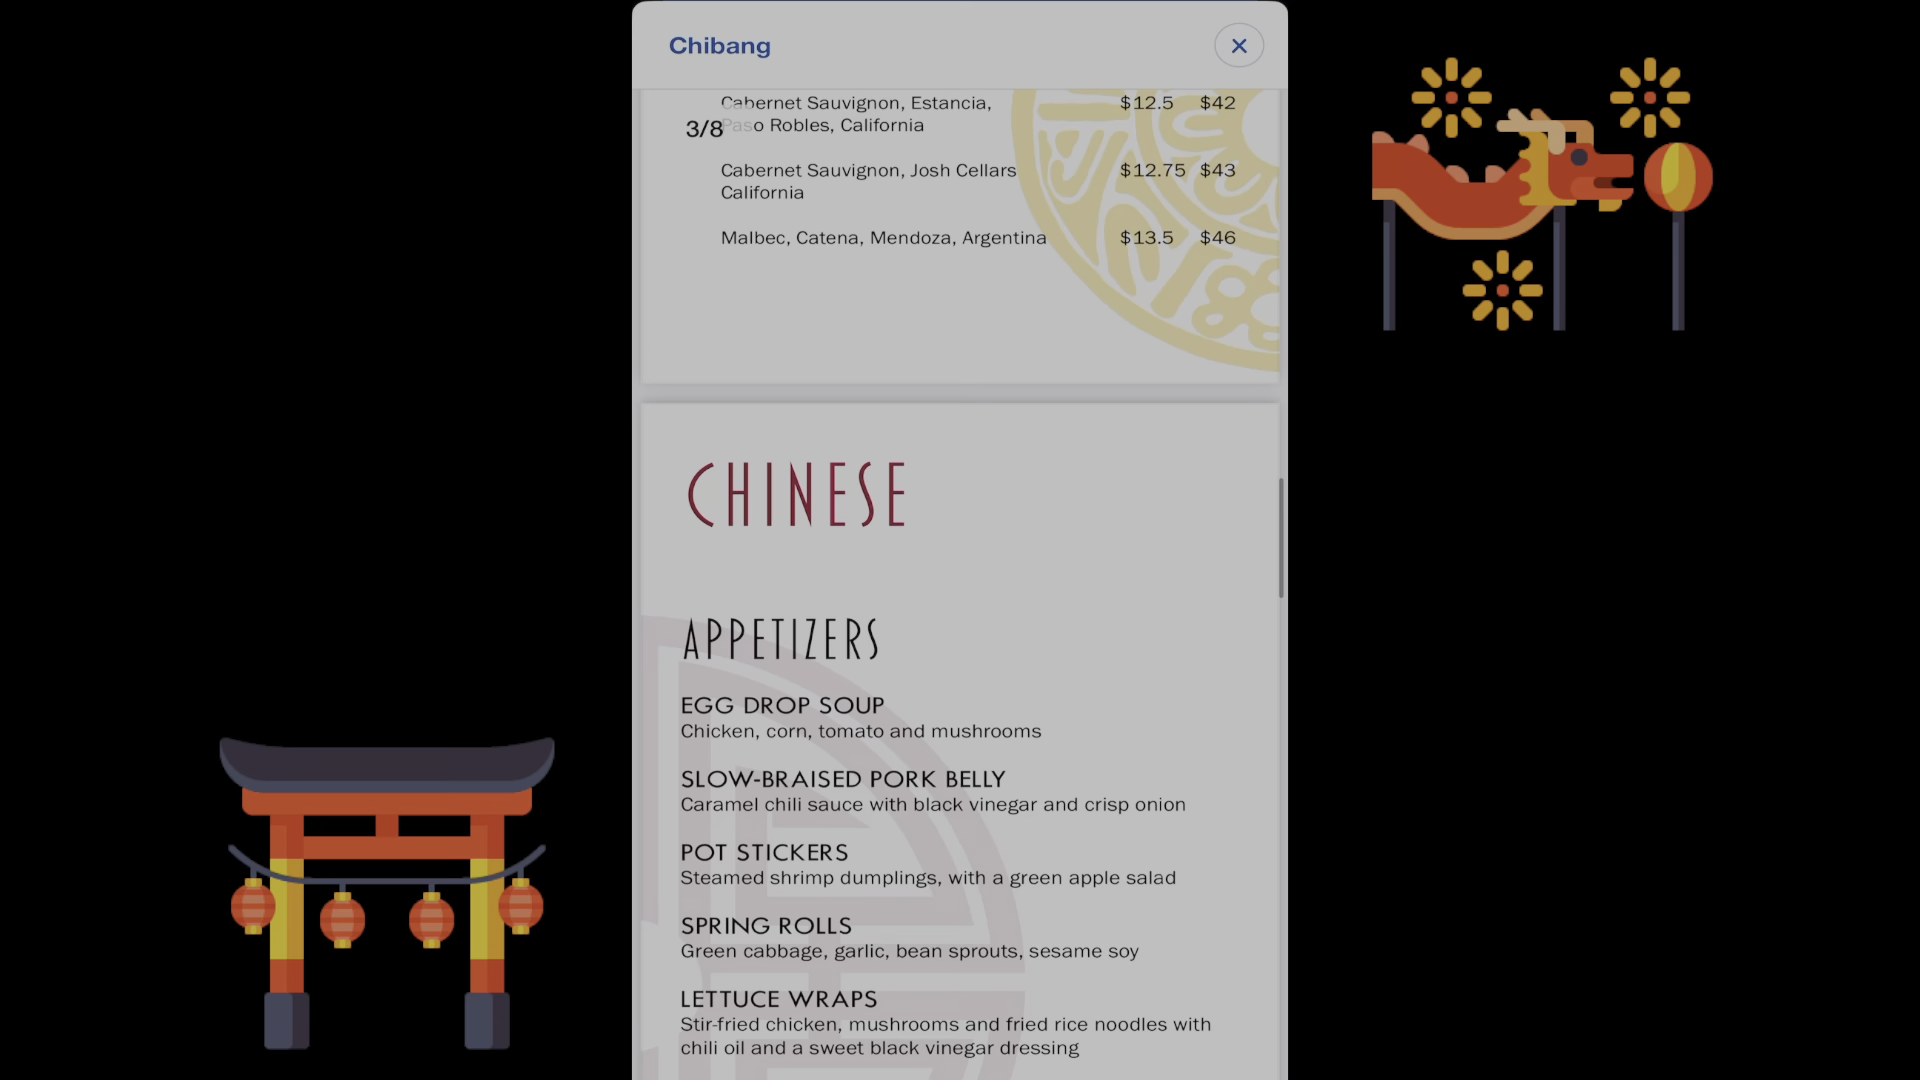 Chibang
Cabernet Sauvignon, Estancia, $12.5 $42
3/8
Paso Robles, California
Cabernet Sauvignon, Josh Cellars $12.75 $43
California
Malbec, Catena, Mendoza, Argentina $13.5 $46
CHINESE
APPETIZERS
EGG DROP SOUP
Chicken, corn, tomato and mushrooms
SLOW-BRAISED PORK BELLY
Caramel chili sauce with black vinegar and crisp onion
POT STICKERS
Steamed shrimp dumplings, with a green apple salad
SPRING ROLLS
Green cabbage, garlic, bean sprouts, sesame soy
LETTUCE WRAPS
Stir-fried chicken, mushrooms and fried rice noodles with
chili oil and a sweet black vinegar dressing